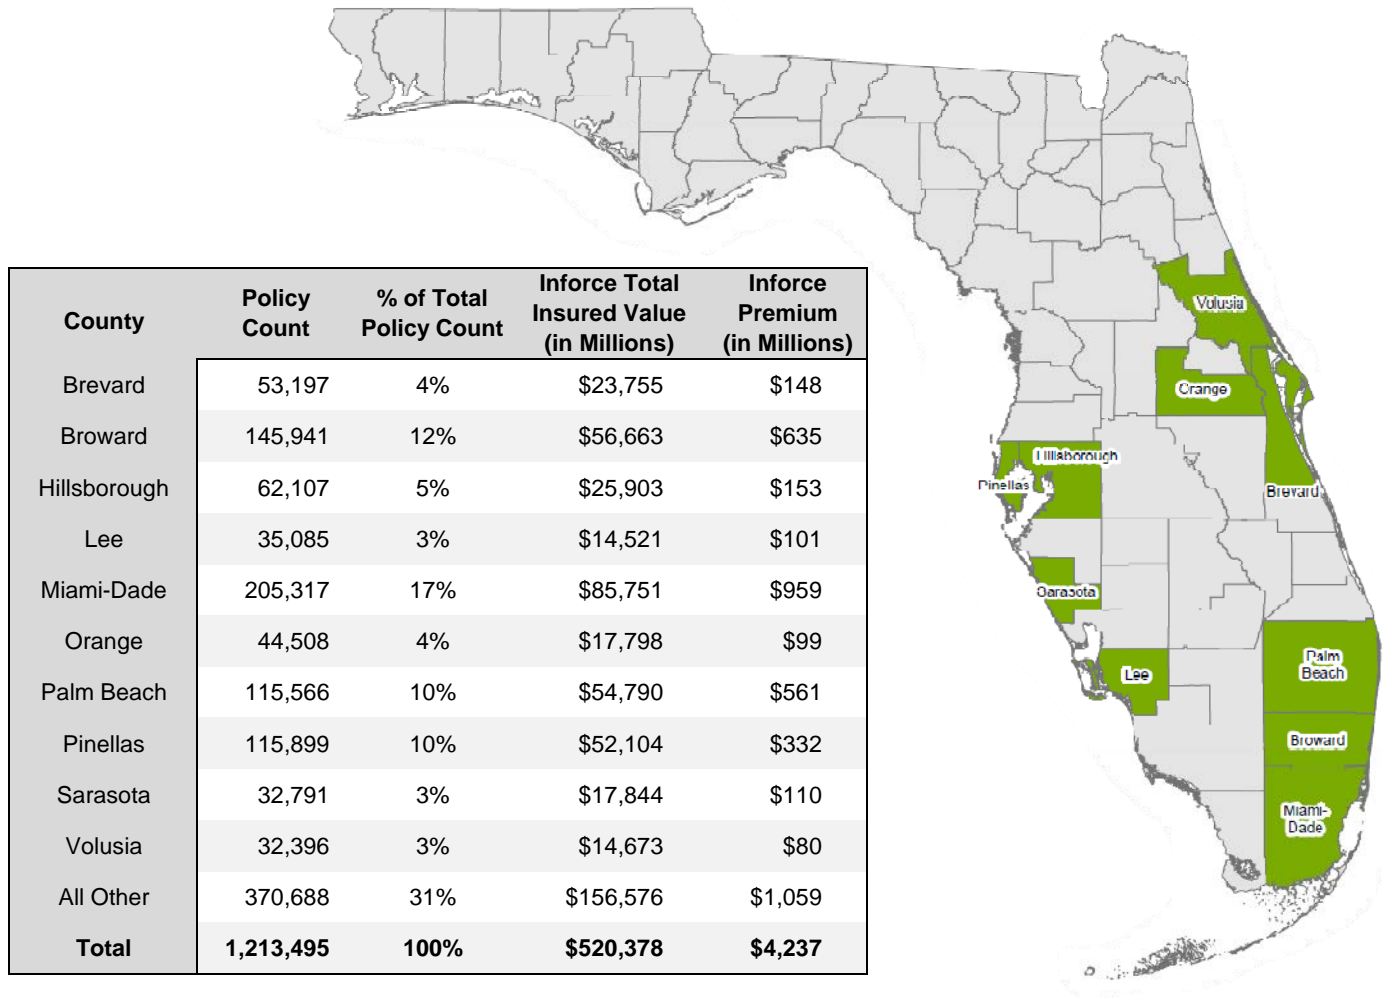 County
Policy
Count
% of Total
Policy Count
Inforce Total
Insured Value
(in Millions)
Inforce
Premium
(in Millions)
Brevard 53,197 4% $23,755 $148
Broward 145,941 12% $56,663 $635
Hillsborough 62,107 5% $25,903 $153
Lee 35,085 3% $14,521 $101
Miami-Dade 205,317 17% $85,751 $959
Orange 44,508 4% $17,798 $99
Palm Beach 115,566 10% $54,790 $561
Pinellas 115,899 10% $52,104 $332
Sarasota 32,791 3% $17,844 $110
Volusia 32,396 3% $14,673 $80
All Other 370,688 31% $156,576 $1,059
Total 1,213,495 100% $520,378 $4,237
Volusia
Orange
Hillsborough
Pinellas
Brevard
Sarasota
Lee
Palm
Beach
Broward
Miami-
Dade